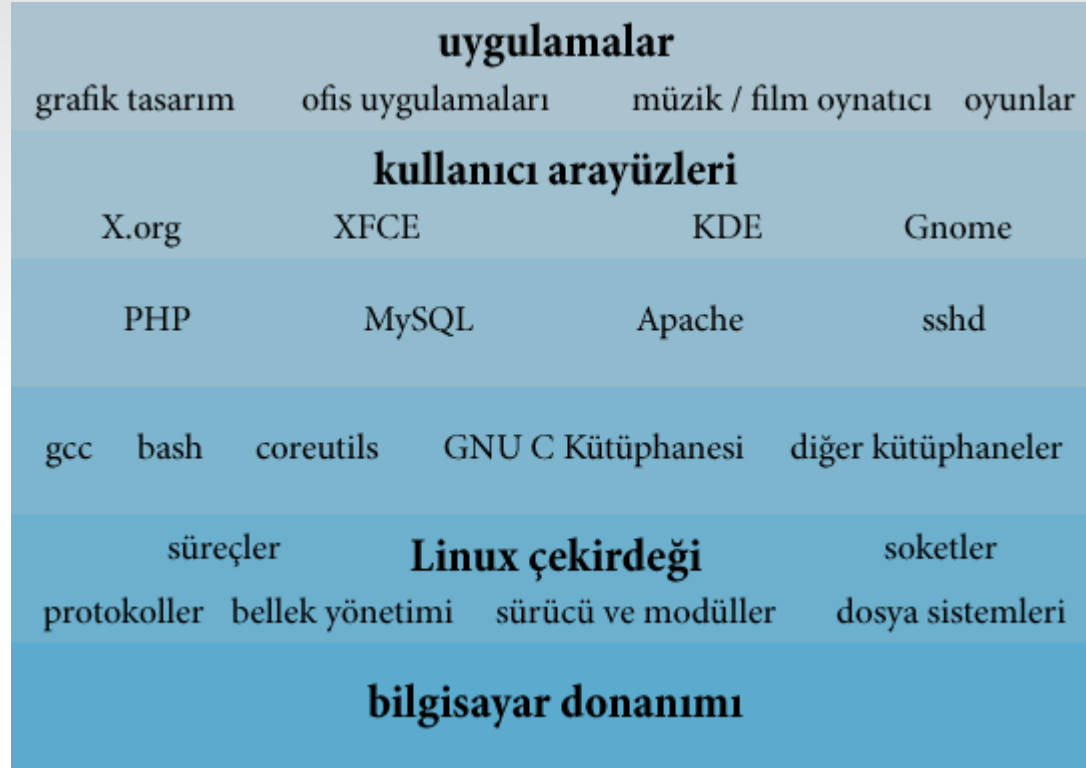 uygulamalar
grafik tasarım ofis uygulamaları müzik / film oynatıcı oyunlar
kullanıcı arayüzleri
X.org XFCE KDE Gnome
PHP MySQL Apache sshd
gcc bash coreutils GNU C Kütüphanesi diğer kütüphaneler
süreçler Linux çekirdeği soketler
protokoller bellek yönetimi sürücü ve modüller dosya sistemleri
bilgisayar donanımı